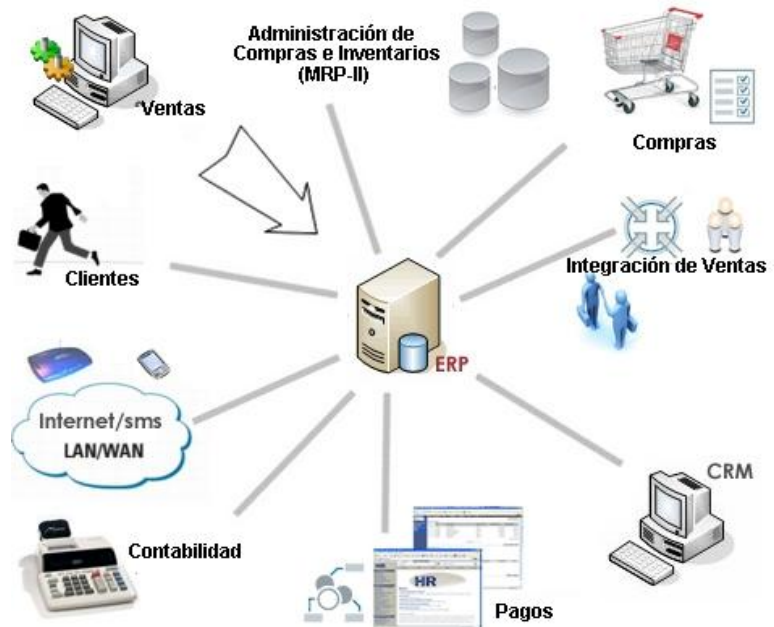 Administración de
Compras e Inventarios
(MRP-II)
Ventas
Compras
Clientes
Integración de Ventas
ERP
Internet/sms
LAN/WAN
CRM
Contabilidad
HR
Pagos